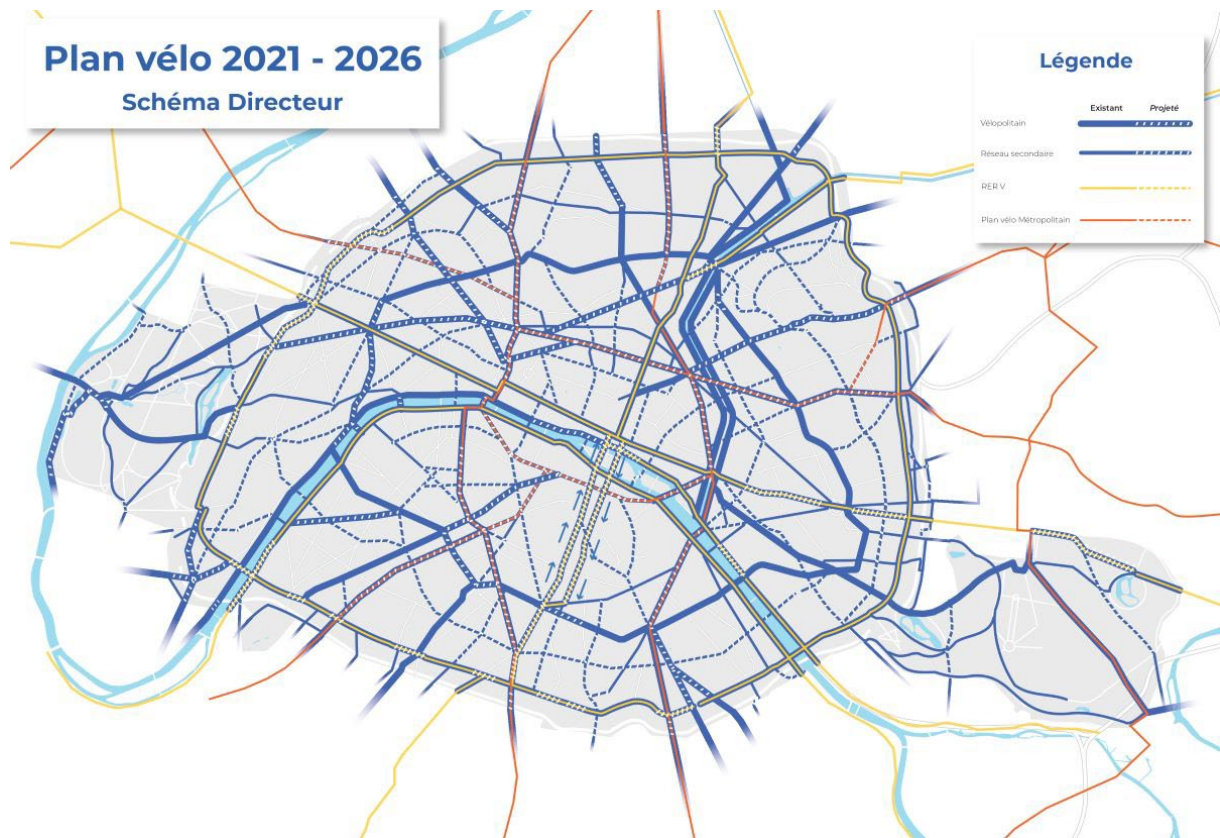 Plan vélo 2021 - 2026
Schéma Directeur
Légende
Existant Projeté
Vélopolitain
Réseau secondaire
RER V
Plan vélo Métropolitain